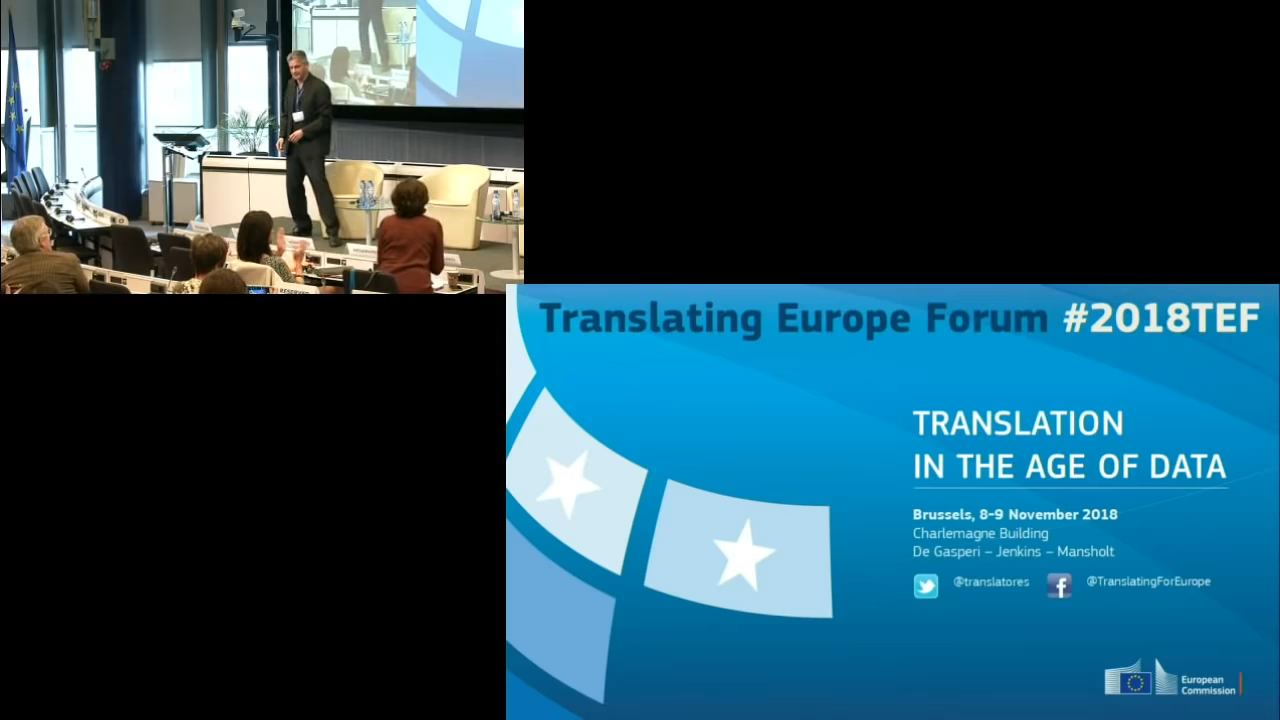 RESERVED
Translating Europe Forum #2018TEF
TRANSLATION
IN THE AGE OF DATA
Brussels, 8-9 November 2018
Charlemagne Building
De Gasperi – Jenkins – Mansholt
@translatores
@TranslatingForEurope
European
Commission